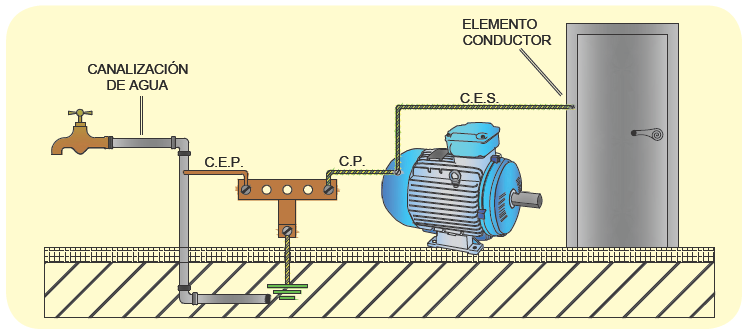 ELEMENTO
CONDUCTOR
CANALIZACIÓN
DE AGUA
C.E.S.
C.E.P.
C.P.